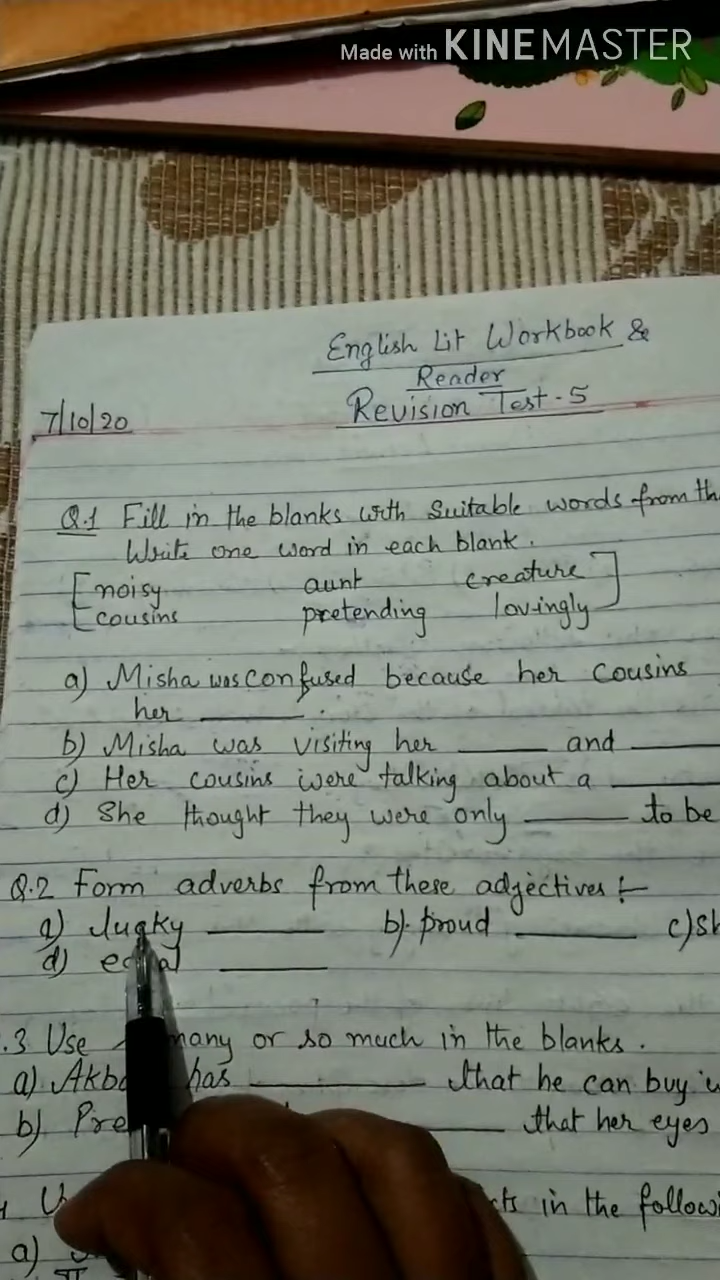 Made with KINEMASTER
English Lit Workbook &
Reader
7/10/20 Revision Test-5
Q.1 Fill in the blanks with Suitable words from the
Write one word in each blank.
[noisy aunt creature]
[cousins pretending lovingly]
a) Misha was confused because her cousins
her ______.
b) Misha was visiting her ______ and ______
c) Her cousins were talking about a ______
d) She thought they were only ______ to be
Q.2 Form adverbs from these adjectives :-
a) lucky ______ b) proud ______ c)
d) equal ______
.3 Use many or so much in the blanks.
a) has ______ that he can buy
b) ______ that her eyes
in the
a)